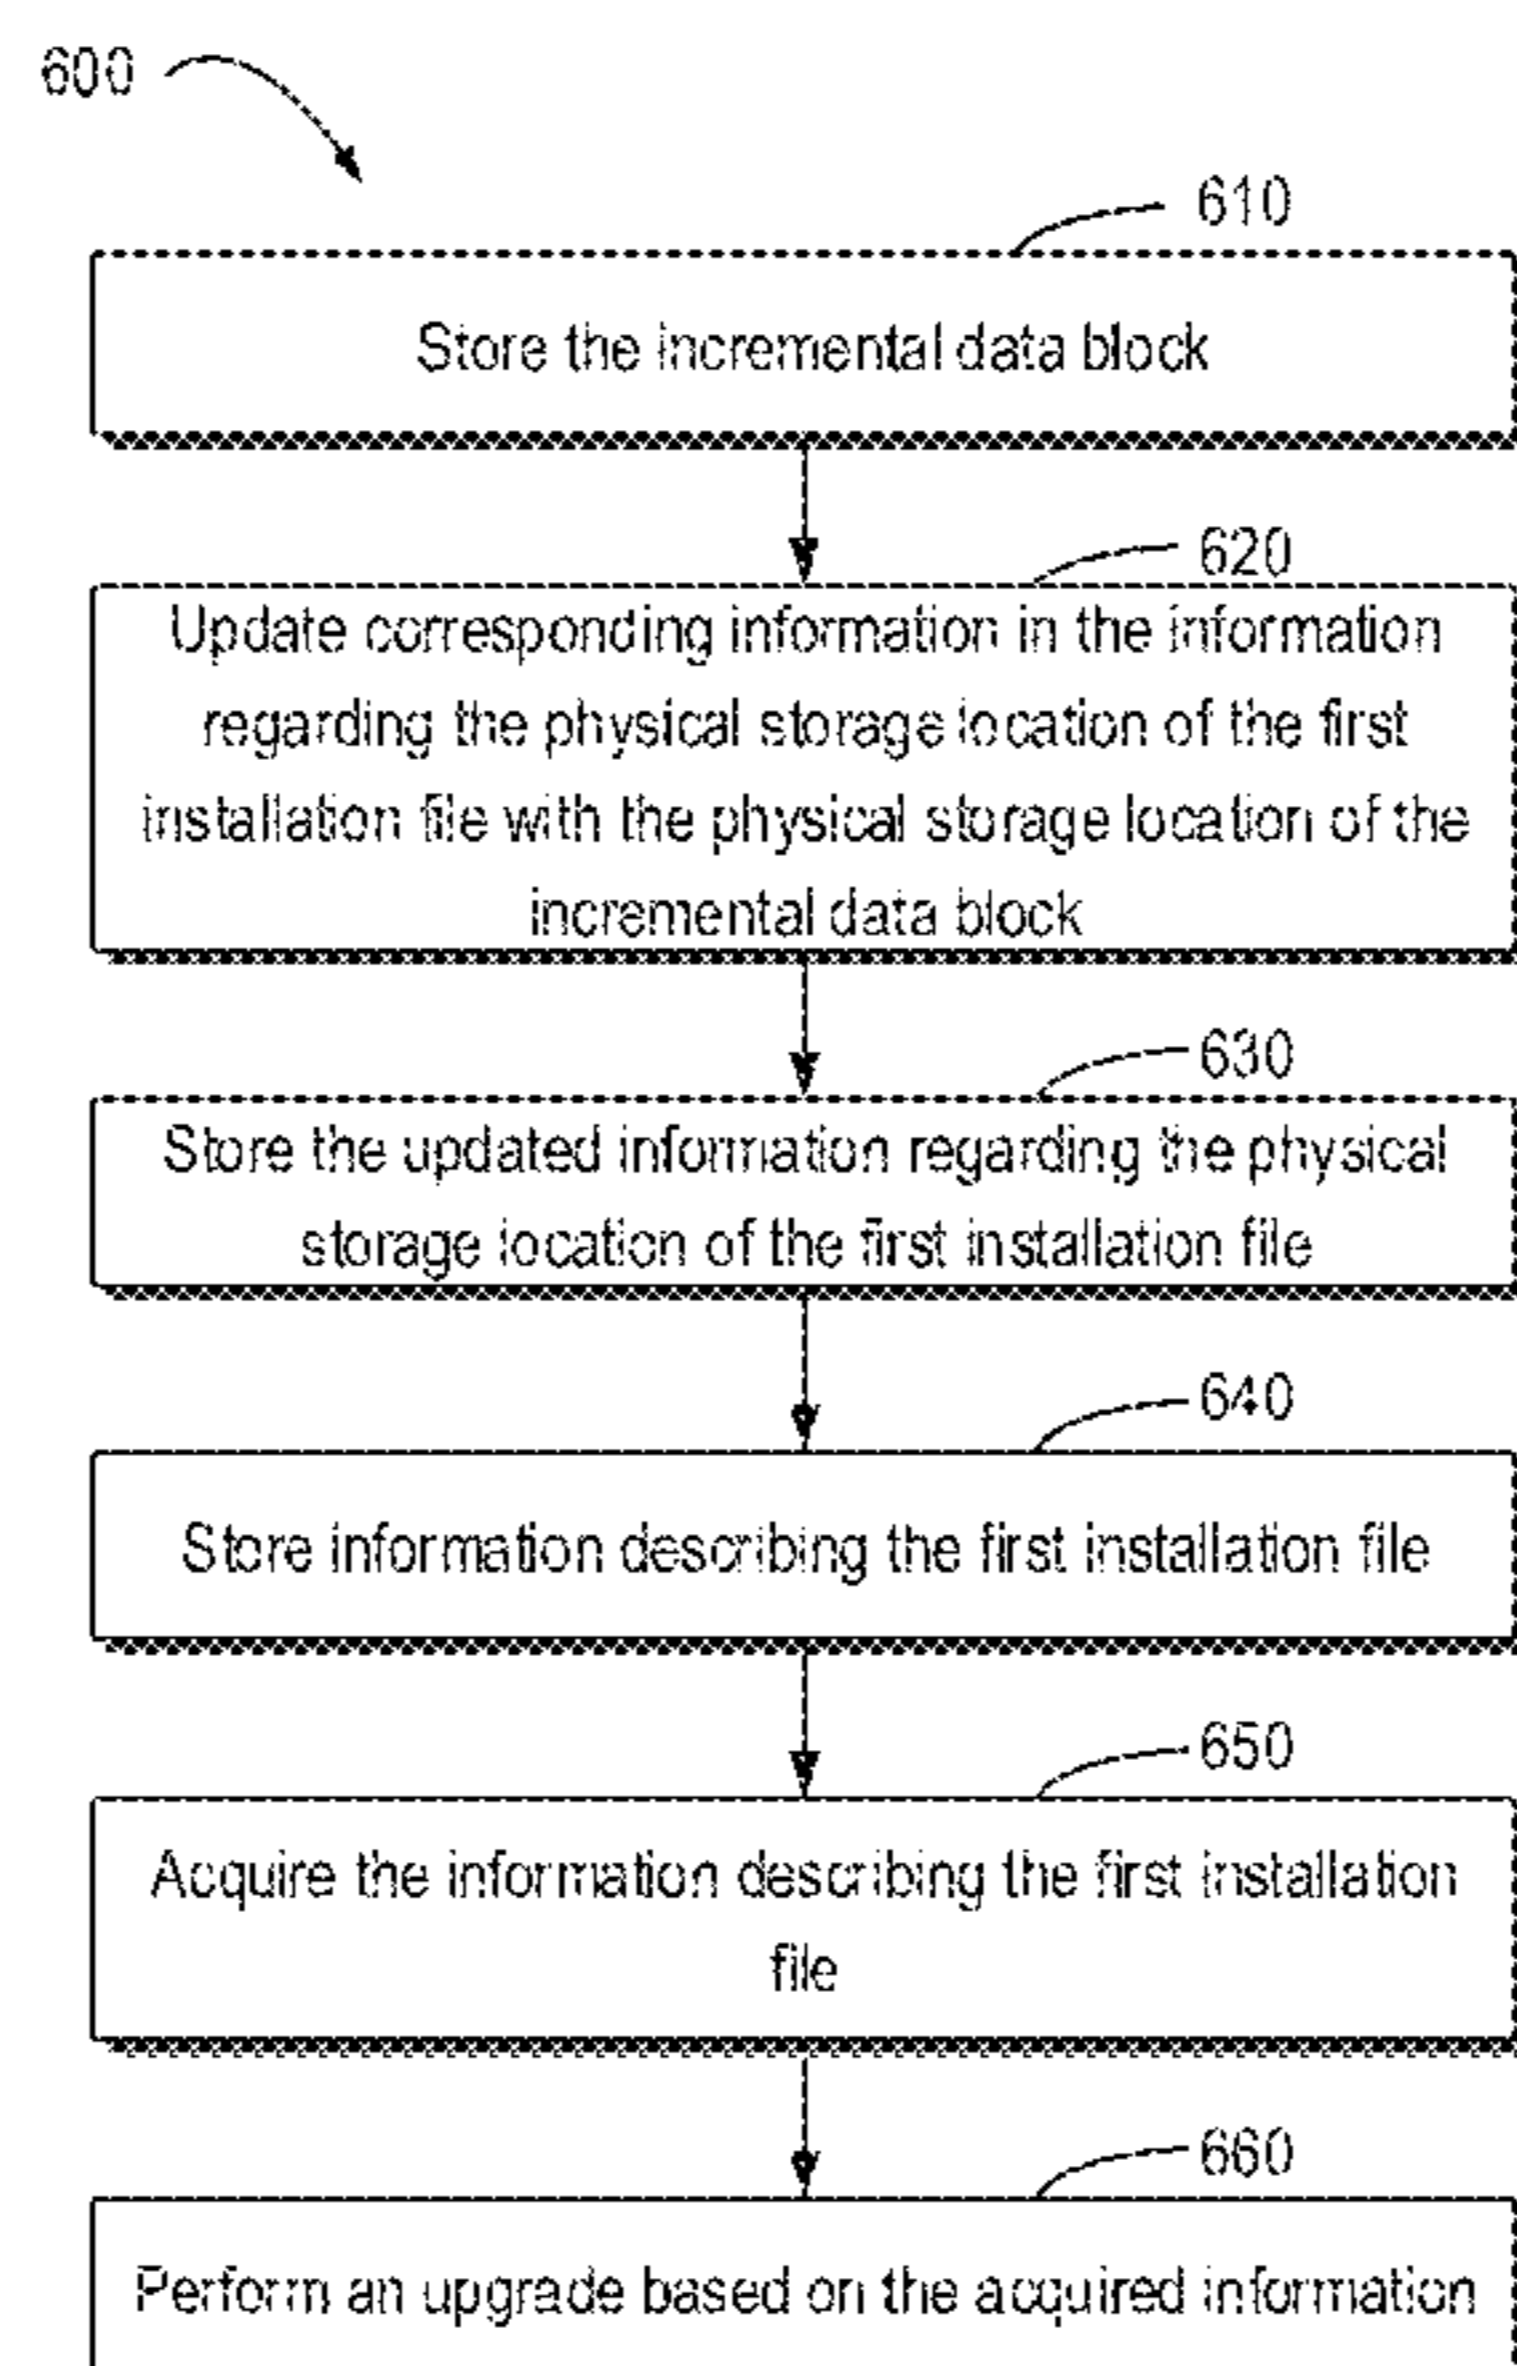 600
610
Store the incremental data block
620
Update corresponding information in the information
regarding the physical storage location of the first
installation file with the physical storage location of the
incremental data block
630
Store the updated information regarding the physical
storage location of the first installation file
640
Store information describing the first installation file
650
Acquire the information describing the first installation
file
660
Perform an upgrade based on the acquired information